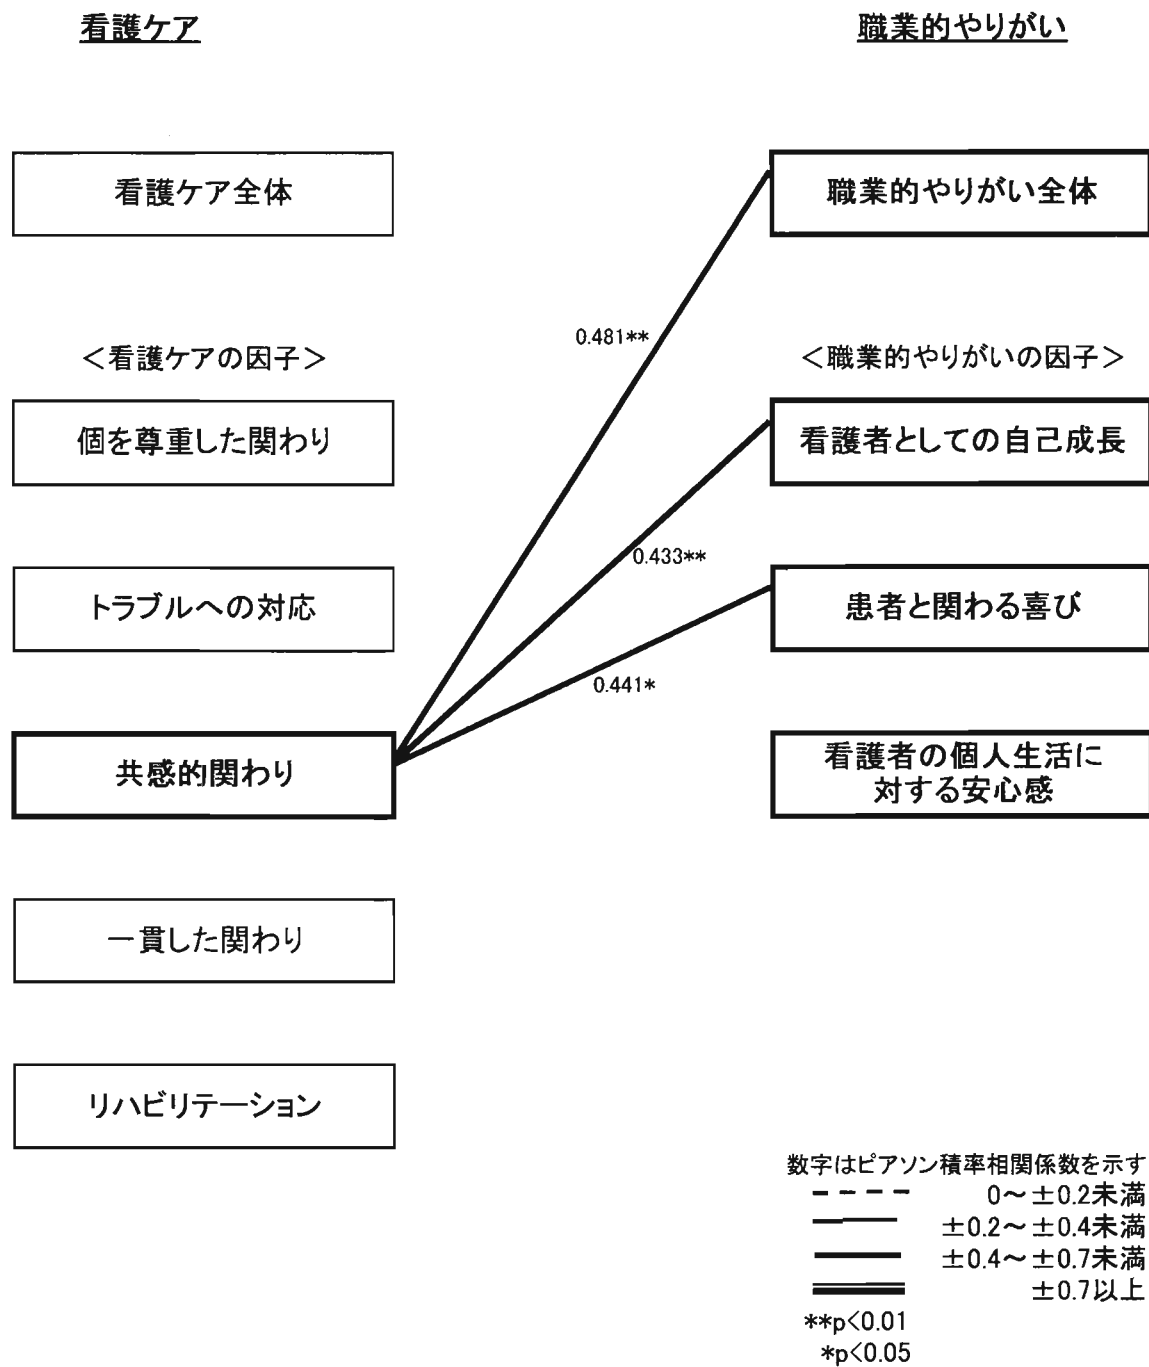 看護ケア
職業的やりがい
看護ケア全体
職業的やりがい全体
0.481**
＜看護ケアの因子＞
＜職業的やりがいの因子＞
個を尊重した関わり
看護者としての自己成長
0.433**
トラブルへの対応
患者と関わる喜び
0.441*
共感的関わり
看護者の個人生活に
対する安心感
一貫した関わり
リハビリテーション
数字はピアソン積率相関係数を示す
0～±0.2未満
±0.2～±0.4未満
±0.4～±0.7未満
±0.7以上
**p<0.01
*p<0.05